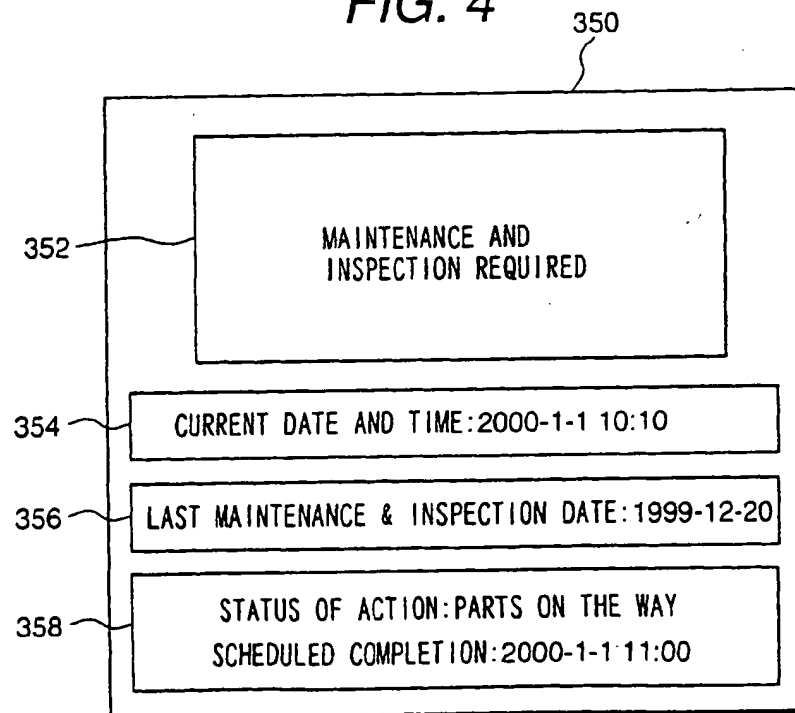 FIG. 4
350
352
MAINTENANCE AND
INSPECTION REQUIRED
354
CURRENT DATE AND TIME:2000-1-1 10:10
356
LAST MAINTENANCE & INSPECTION DATE:1999-12-20
358
STATUS OF ACTION:PARTS ON THE WAY
SCHEDULED COMPLETION:2000-1-1 11:00